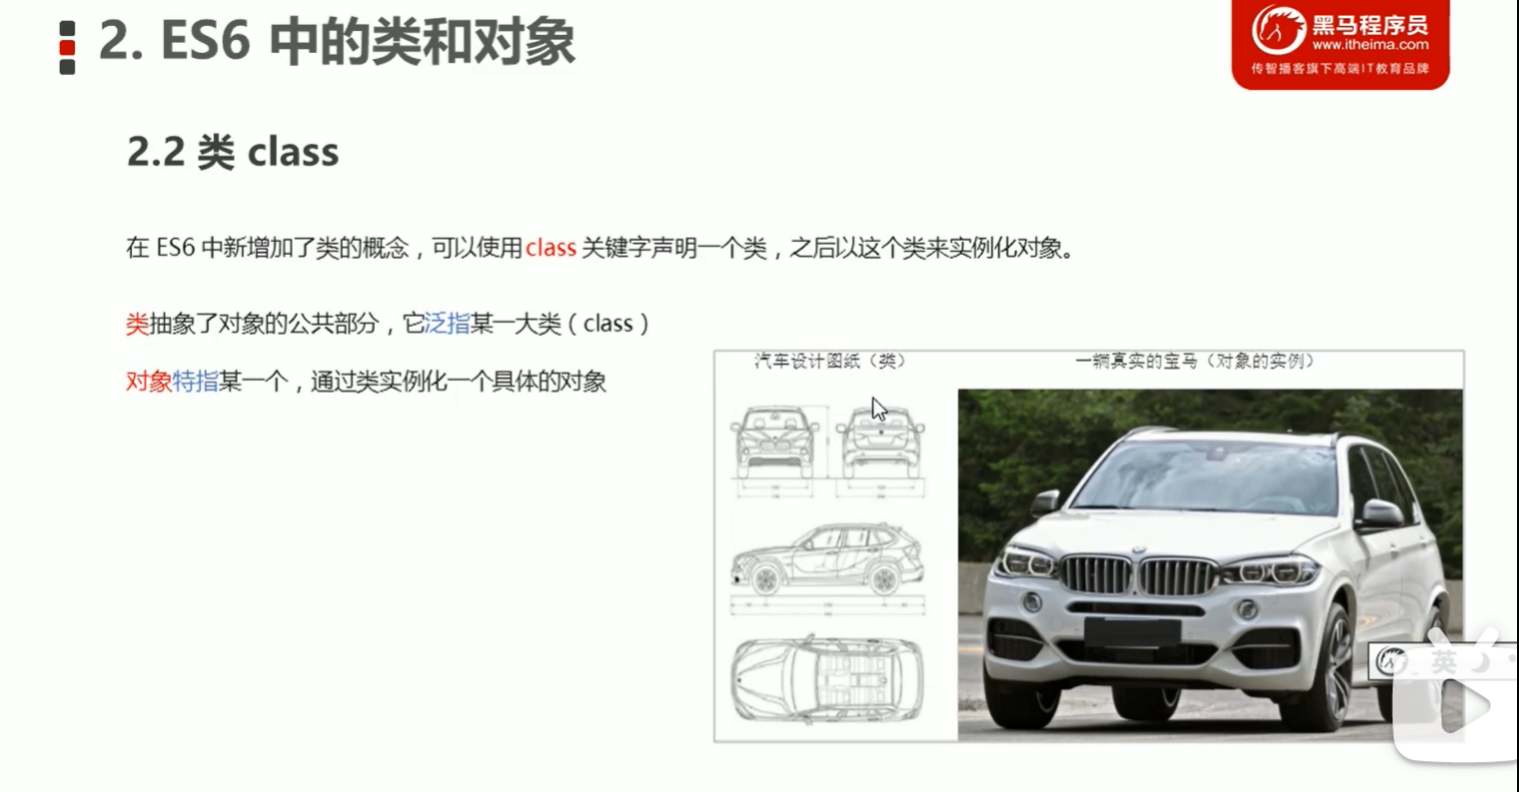 2. ES6 中的类和对象
黑马程序员
www.itheima.com
传智播客旗下高端IT教育品牌
2.2 类 class
在 ES6 中新增加了类的概念，可以使用 class 关键字声明一个类，之后以这个类来实例化对象。
类抽象了对象的公共部分，它泛指某一大类（class）
对象特指某一个，通过类实例化一个具体的对象
汽车设计图纸（类）
一辆真实的宝马（对象的实例）
英